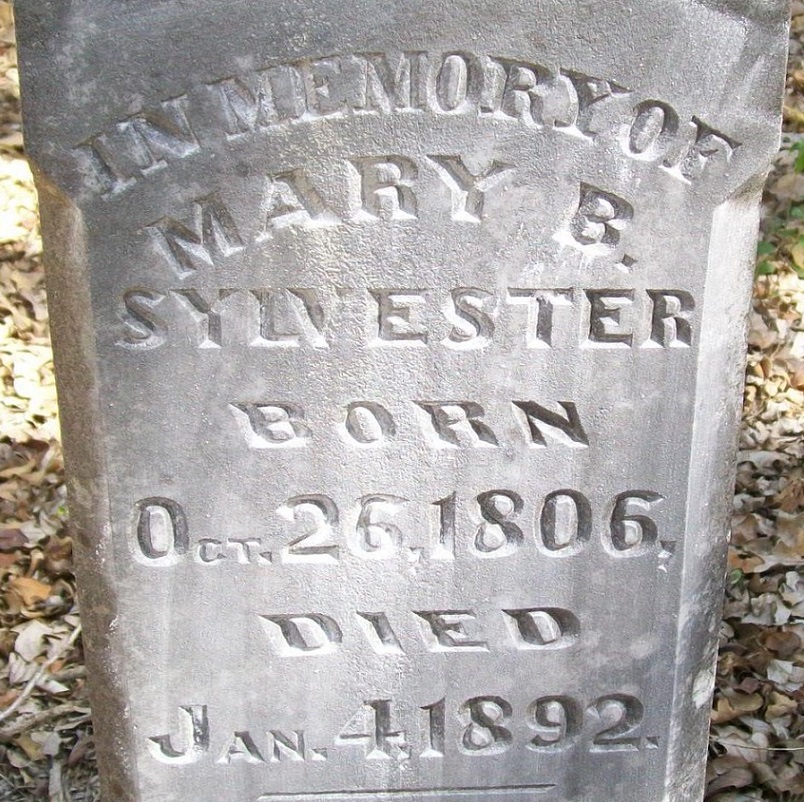 IN MEMORY OF
MARY B.
SYLVESTER
BORN
OCT. 26, 1806.
DIED
JAN. 4, 1892.